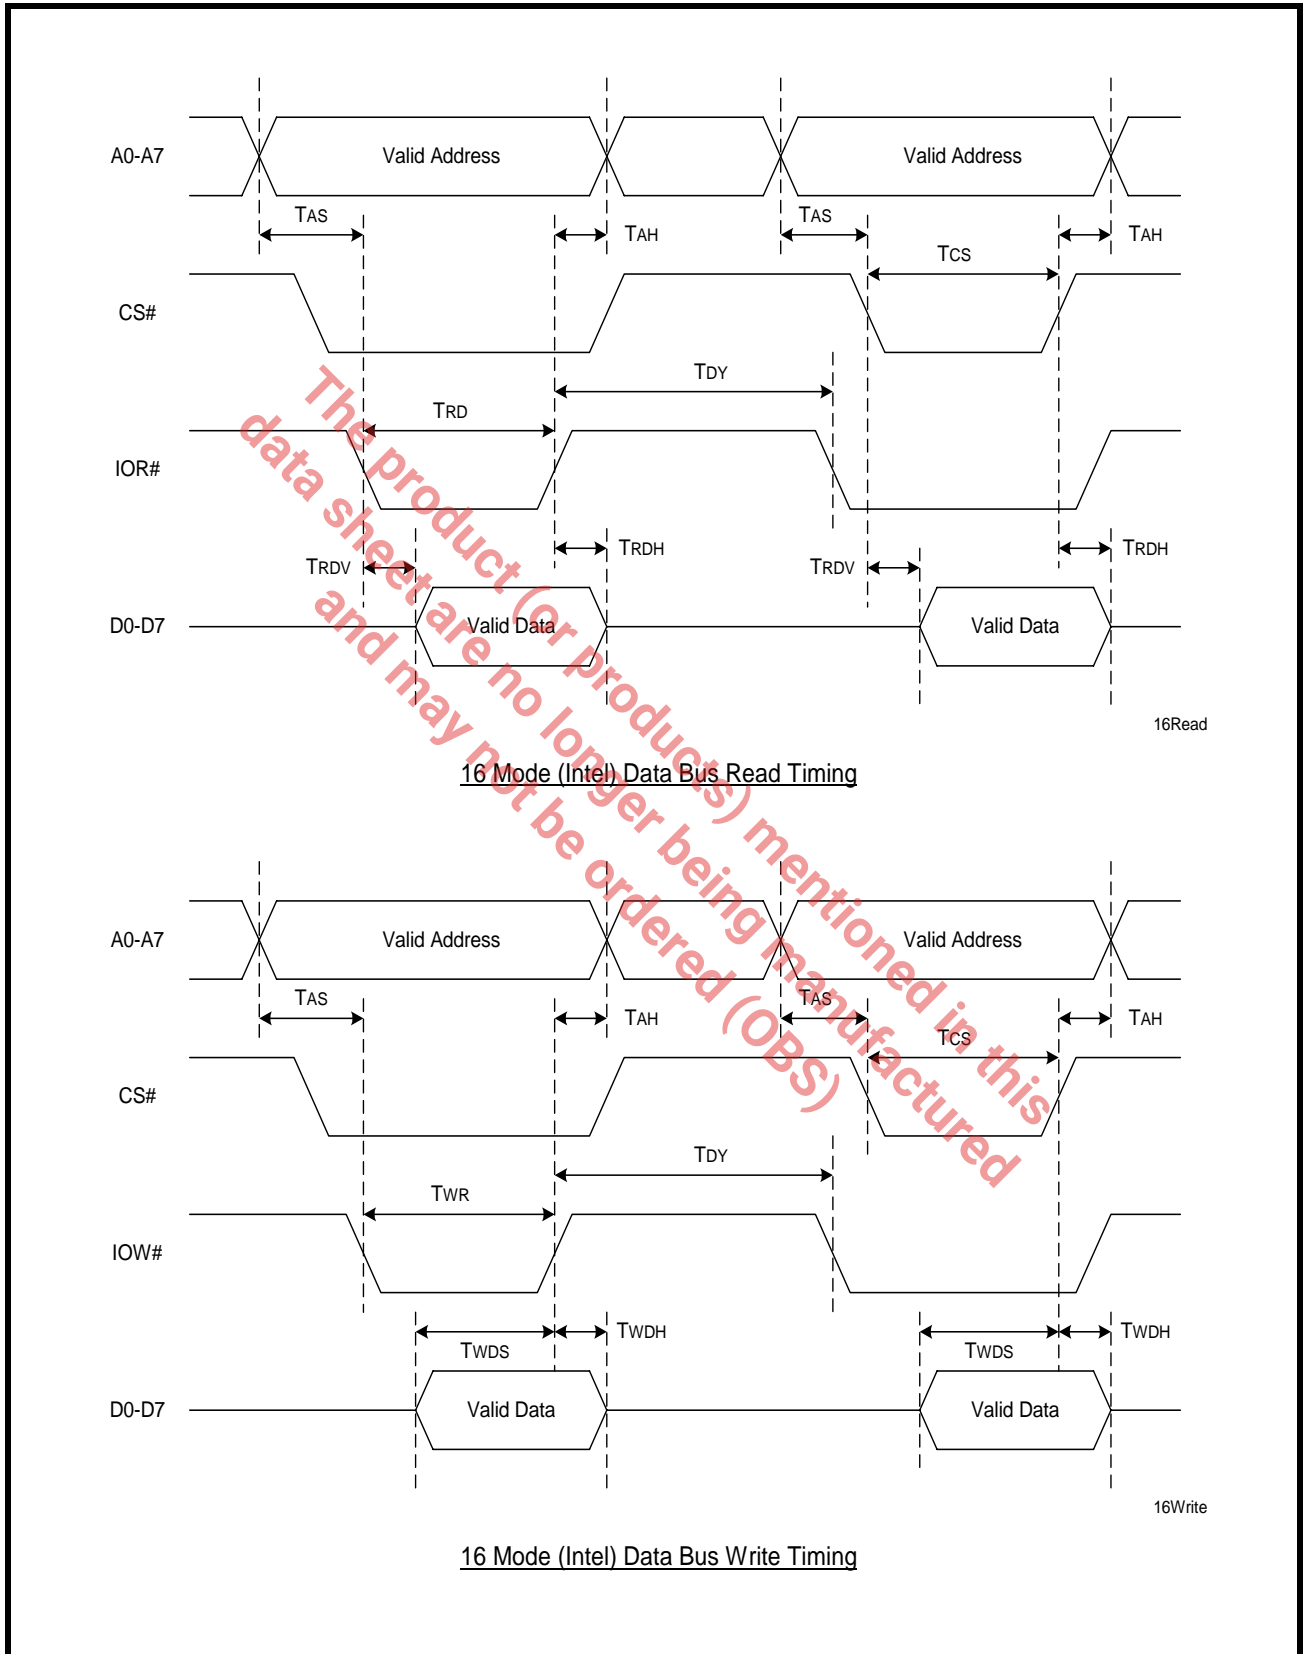 A0-A7
Valid Address
Valid Address
TAS
TAH
TAS
TAH
TCS
CS#
TDY
TRD
IOR#
TRDV
TRDH
TRDV
TRDH
D0-D7
Valid Data
Valid Data
16Read
16 Mode (Intel) Data Bus Read Timing
The product (or products) mentioned in this
data sheet are no longer being manufactured
and may not be ordered (OBS)
A0-A7
Valid Address
Valid Address
TAS
TAH
TAS
TAH
TCS
CS#
TDY
TWR
IOW#
TWDS
TWDH
TWDS
TWDH
D0-D7
Valid Data
Valid Data
16Write
16 Mode (Intel) Data Bus Write Timing